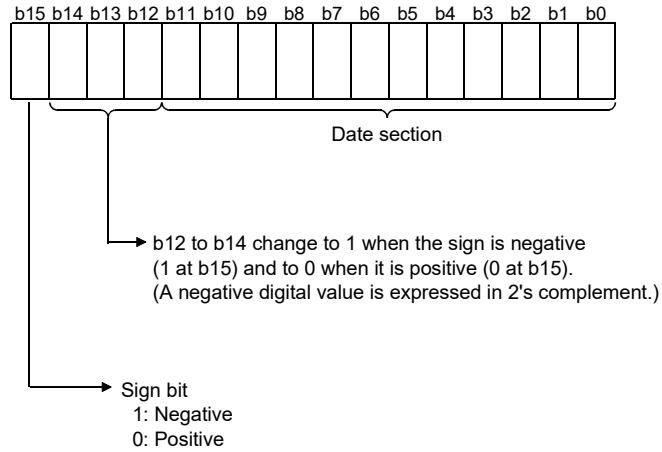 b15 b14 b13 b12 b11 b10 b9 b8 b7 b6 b5 b4 b3 b2 b1 b0
Date section
b12 to b14 change to 1 when the sign is negative
(1 at b15) and to 0 when it is positive (0 at b15).
(A negative digital value is expressed in 2's complement.)
Sign bit
1: Negative
0: Positive